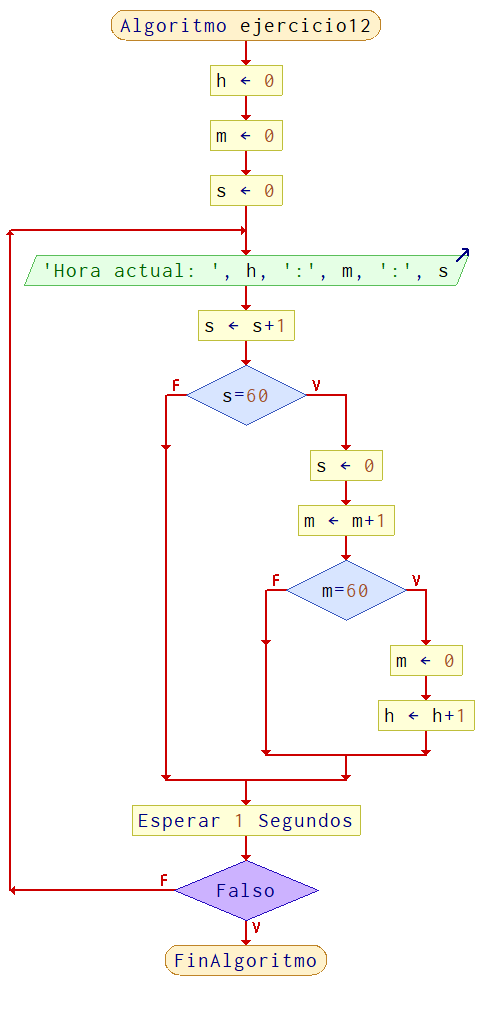 Algoritmo ejercicio12
h ← 0
m ← 0
s ← 0
'Hora actual: ', h, ':', m, ':', s
s ← s+1
F
V
s=60
s ← 0
m ← m+1
F
V
m=60
m ← 0
h ← h+1
Esperar 1 Segundos
F
Falso
V
FinAlgoritmo